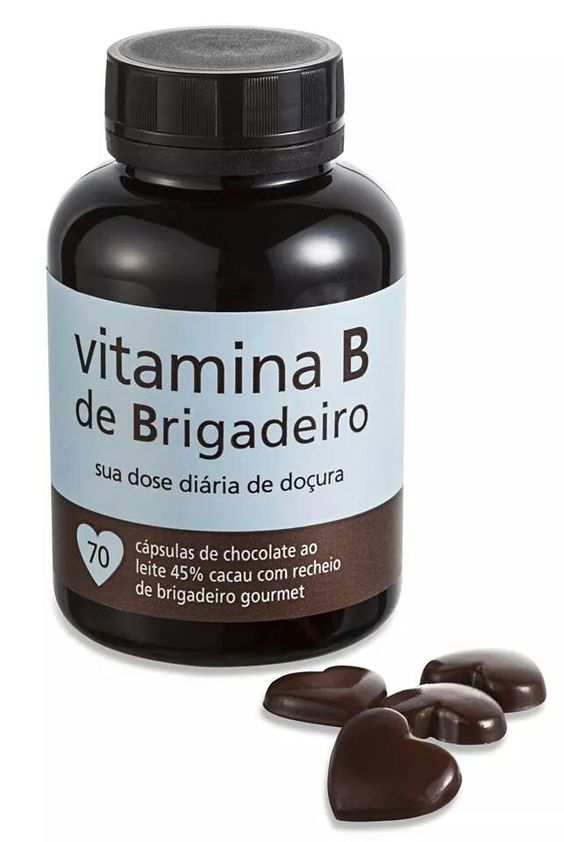 vitamina B
de Brigadeiro
sua dose diária de doçura
70
cápsulas de chocolate ao
leite 45% cacau com recheio
de brigadeiro gourmet